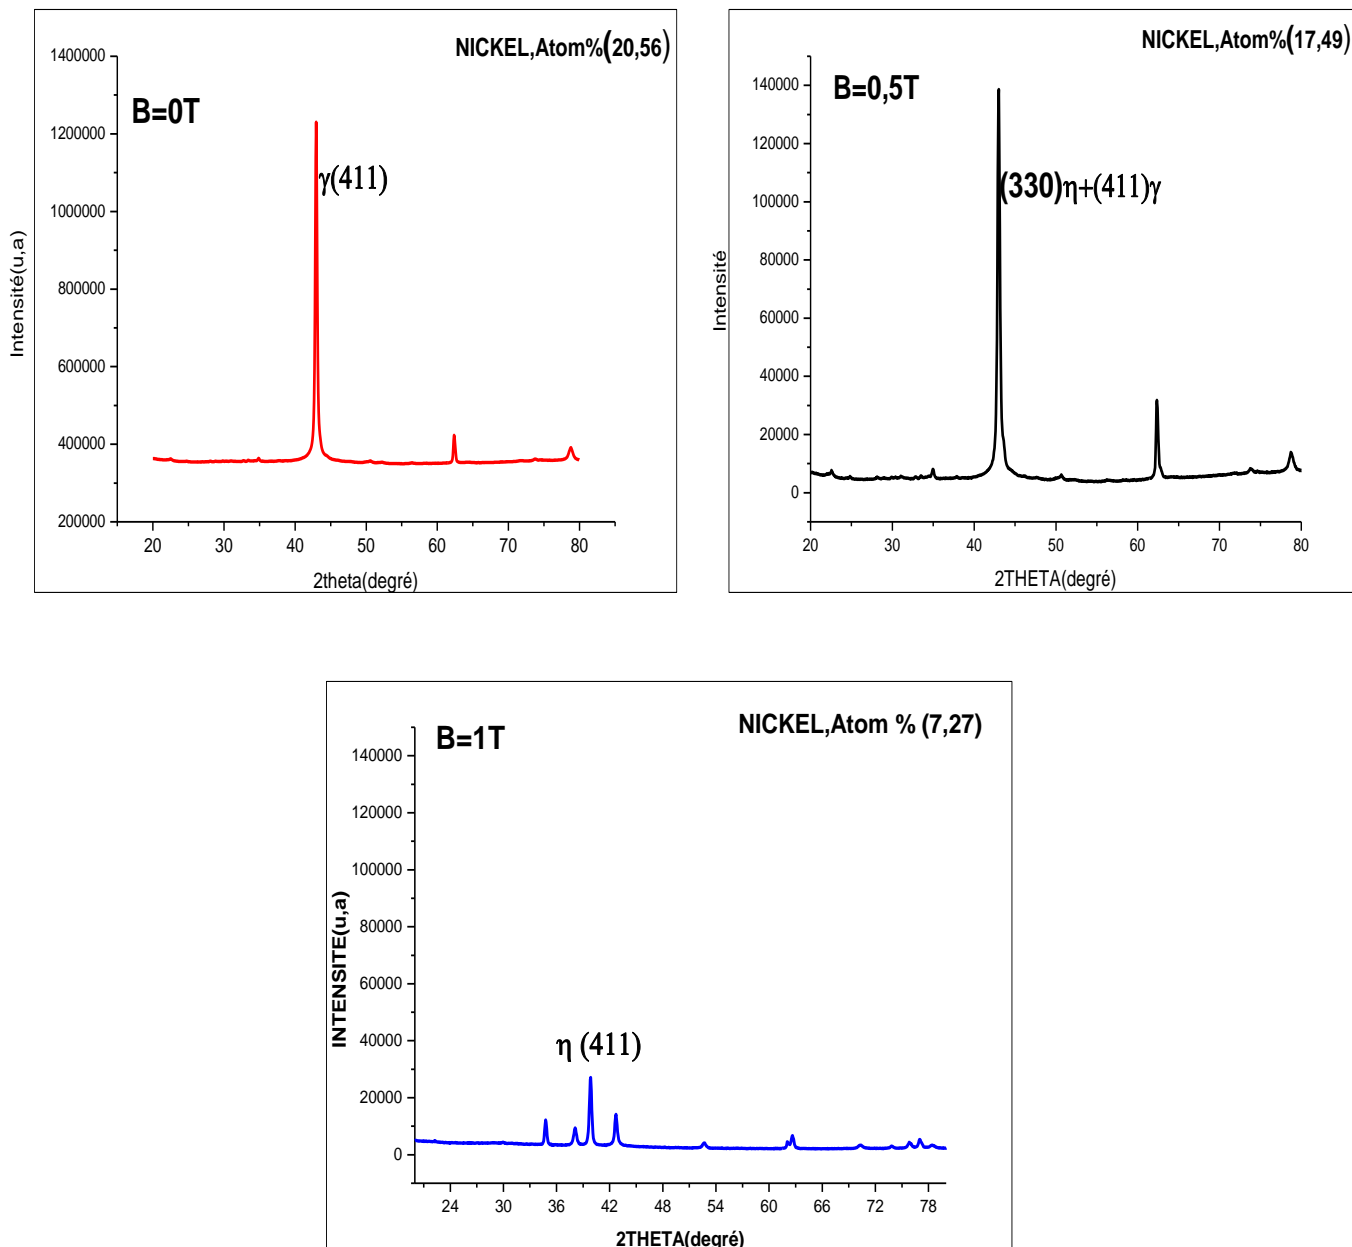 NICKEL,Atom%(20,56)
B=0T
γ(411)
1400000
1200000
1000000
800000
600000
400000
200000
Intensité(u,a)
20 30 40 50 60 70 80
2theta(degré)
NICKEL,Atom%(17,49)
B=0,5T
(330)η+(411)γ
140000
120000
100000
80000
60000
40000
20000
0
Intensité
20 30 40 50 60 70 80
2THETA(degré)
NICKEL,Atom % (7,27)
B=1T
η (411)
140000
120000
100000
80000
60000
40000
20000
0
INTENSITE(u,a)
24 30 36 42 48 54 60 66 72 78
2THETA(degré)